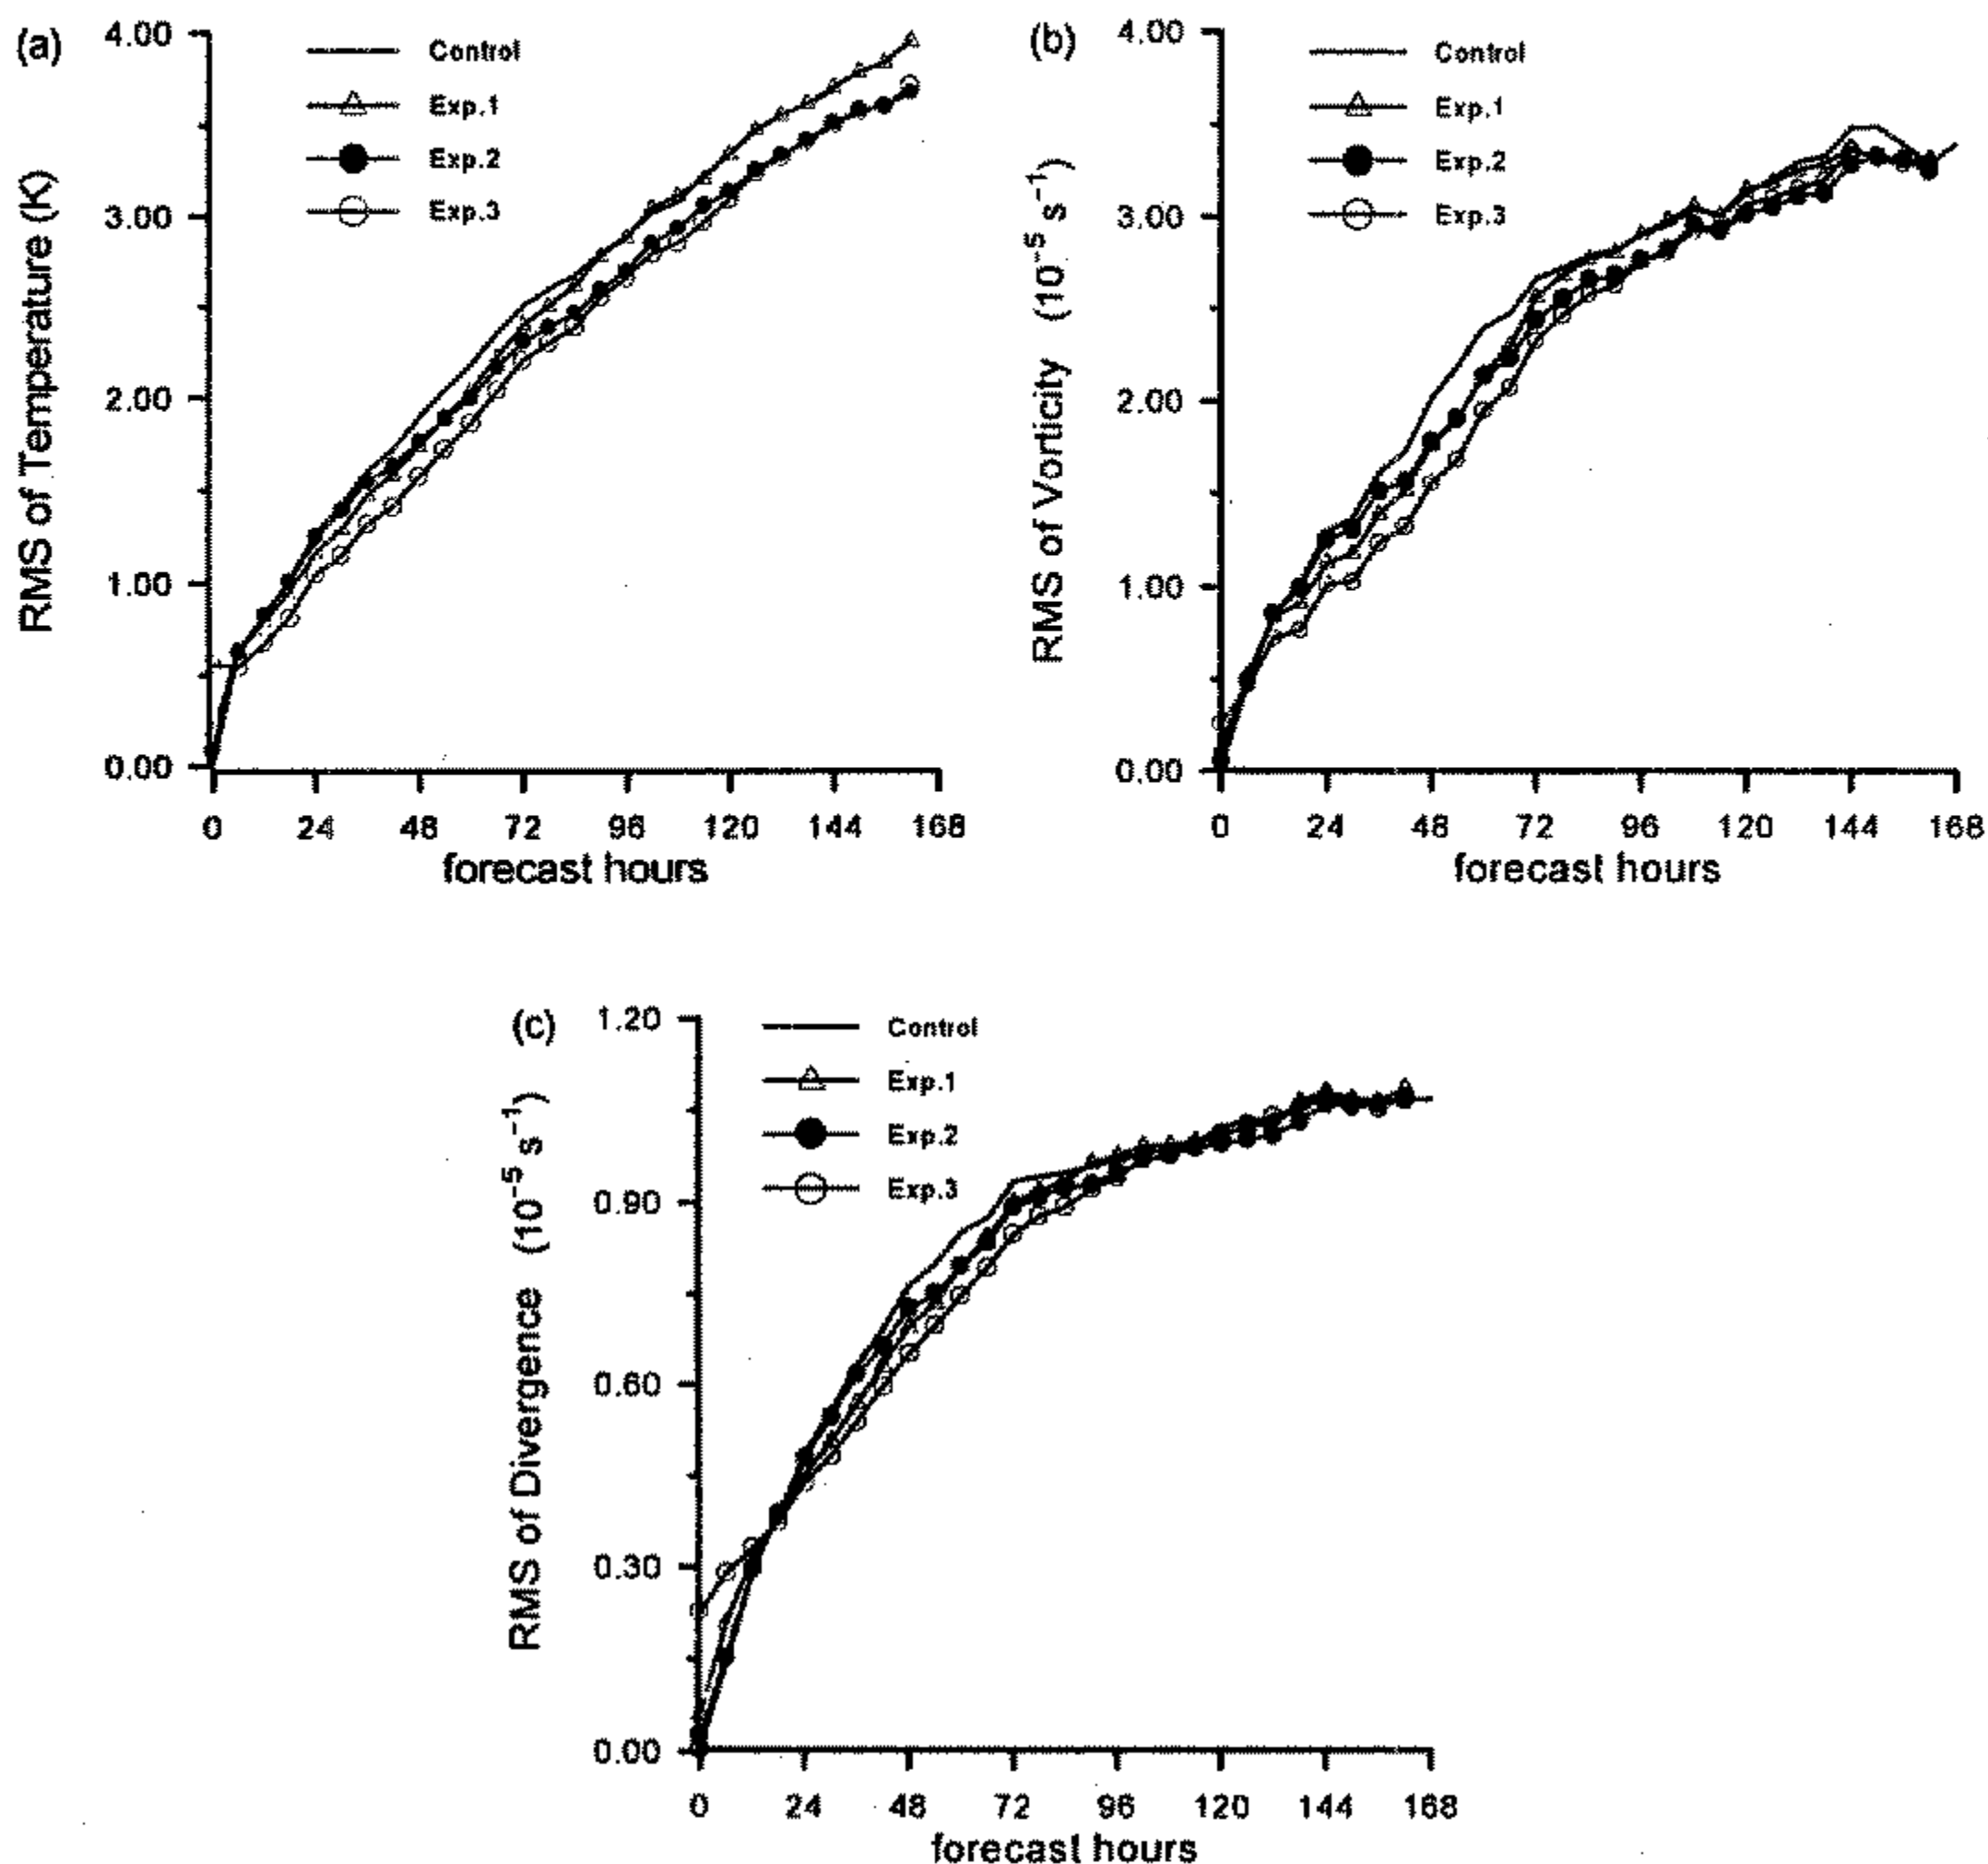 (a)
4.00
3.00
2.00
1.00
0.00
RMS of Temperature (K)
Control
Exp.1
Exp.2
Exp.3
0 24 48 72 96 120 144 168
forecast hours
(b)
4.00
3.00
2.00
1.00
0.00
RMS of Vorticity (10⁻⁵ s⁻¹)
Control
Exp.1
Exp.2
Exp.3
0 24 48 72 96 120 144 168
forecast hours
(c)
1.20
0.90
0.60
0.30
0.00
RMS of Divergence (10⁻⁵ s⁻¹)
Control
Exp.1
Exp.2
Exp.3
0 24 48 72 96 120 144 168
forecast hours